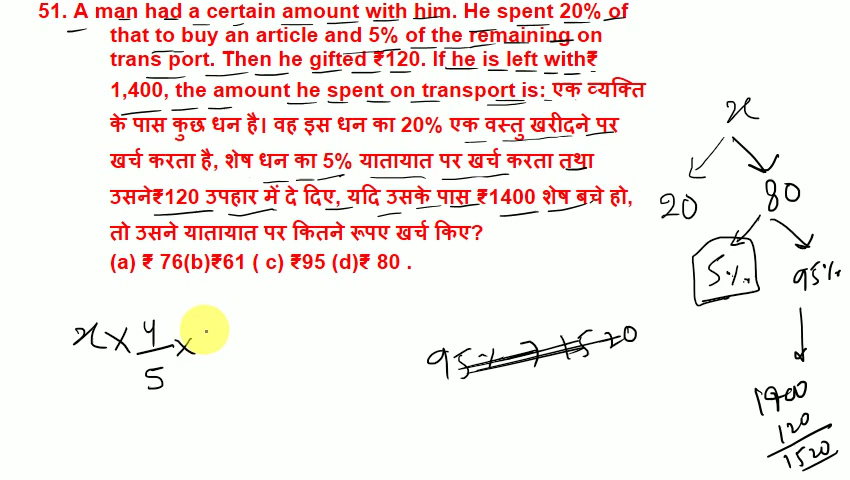 51. A man had a certain amount with him. He spent 20% of
that to buy an article and 5% of the remaining on
trans port. Then he gifted ₹120. If he is left with₹
1,400, the amount he spent on transport is: एक व्यक्ति
के पास कुछ धन है। वह इस धन का 20% एक वस्तु खरीदने पर
खर्च करता है, शेष धन का 5% यातायात पर खर्च करता तथा
उसने₹120 उपहार में दे दिए, यदि उसके पास ₹1400 शेष बचे हो,
तो उसने यातायात पर कितने रूपए खर्च किए?
(a) ₹ 76(b)₹61 ( c) ₹95 (d)₹ 80 .
x
20 80
5% 95%
x × 4/5 ×
95% → 1520
1400
120
1520